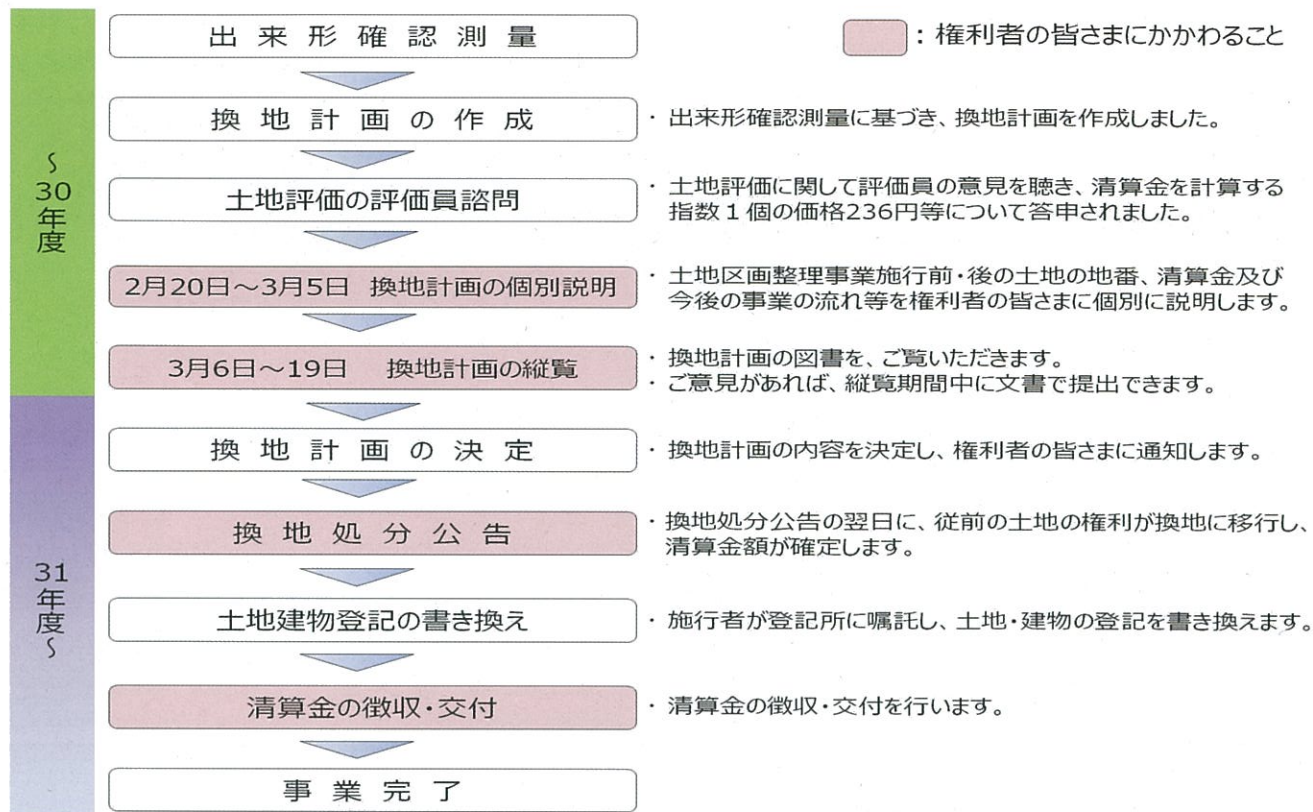 ～30年度
31年度～
：権利者の皆さまにかかわること
出来形確認測量
換地計画の作成
・出来形確認測量に基づき、換地計画を作成しました。
土地評価の評価員諮問
・土地評価に関して評価員の意見を聴き、清算金を計算する
指数１個の価格236円等について答申されました。
2月20日～3月5日 換地計画の個別説明
・土地区画整理事業施行前・後の土地の地番、清算金及び
今後の事業の流れ等を権利者の皆さまに個別に説明します。
3月6日～19日 換地計画の縦覧
・換地計画の図書を、ご覧いただきます。
・ご意見があれば、縦覧期間中に文書で提出できます。
換地計画の決定
・換地計画の内容を決定し、権利者の皆さまに通知します。
換地処分公告
・換地処分公告の翌日に、従前の土地の権利が換地に移行し、
清算金額が確定します。
土地建物登記の書き換え
・施行者が登記所に嘱託し、土地・建物の登記を書き換えます。
清算金の徴収・交付
・清算金の徴収・交付を行います。
事業完了